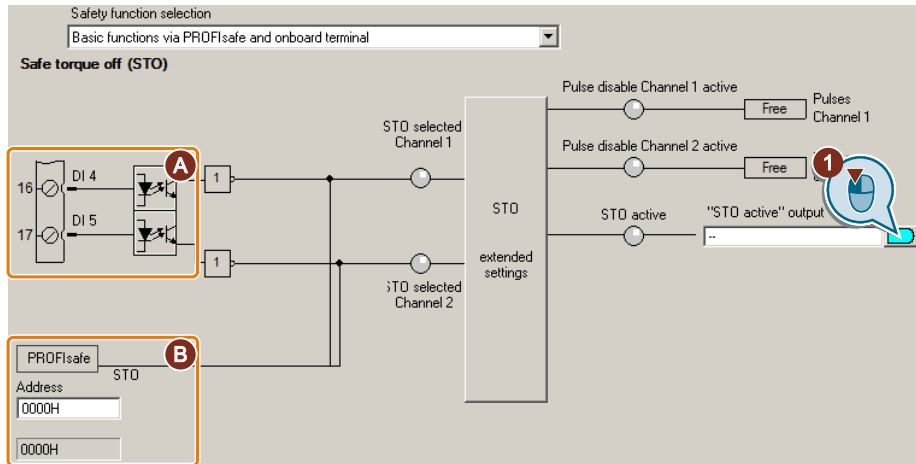 Safety function selection
Basic functions via PROFIsafe and onboard terminal
Safe torque off (STO)
Pulse disable Channel 1 active
Free
Pulses
Channel 1
STO selected
Channel 1
Pulse disable Channel 2 active
Free
A
1
16
DI 4
1
17
DI 5
1
STO
extended
settings
STO active
"STO active" output
--
STO selected
Channel 2
B
PROFIsafe
STO
Address
0000H
0000H